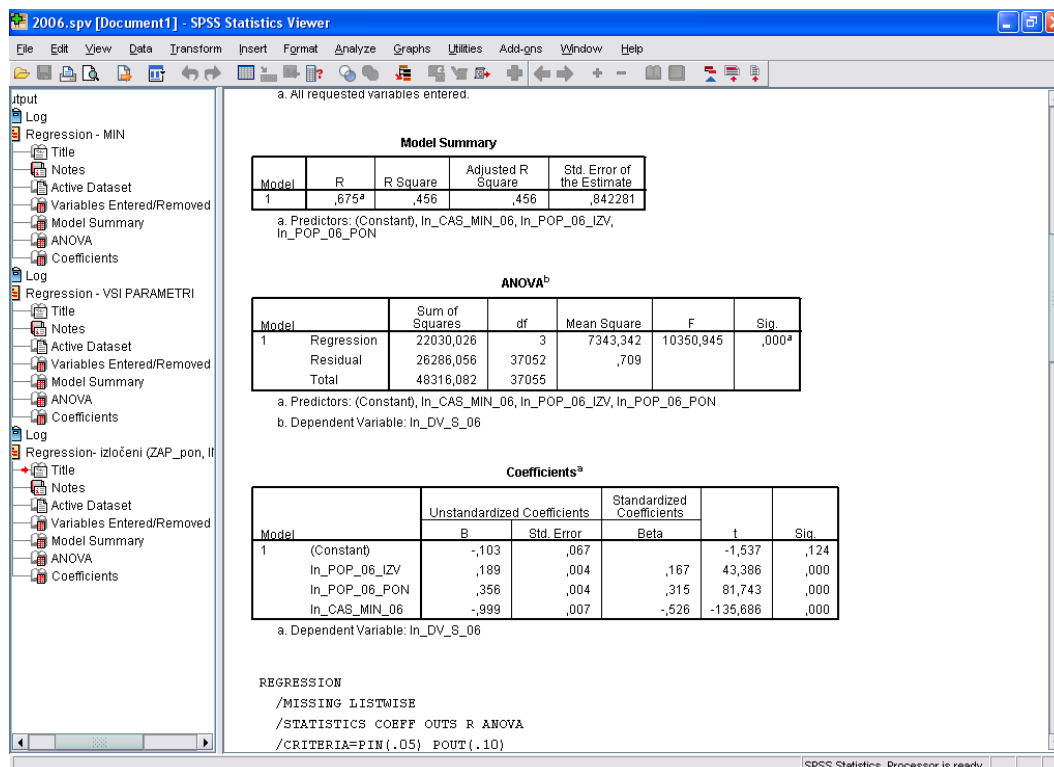 2006.spv [Document1] - SPSS Statistics Viewer
File Edit View Data Transform Insert Format Analyze Graphs Utilities Add-ons Window Help
utput
Log
Regression - MIN
Title
Notes
Active Dataset
Variables Entered/Removed
Model Summary
ANOVA
Coefficients
Log
Regression - VSI PARAMETRI
Title
Notes
Active Dataset
Variables Entered/Removed
Model Summary
ANOVA
Coefficients
Log
Regression- izločeni (ZAP_pon, II
Title
Notes
Active Dataset
Variables Entered/Removed
Model Summary
ANOVA
Coefficients
a. All requested variables entered.
Model Summary
Model R R Square Adjusted R Square Std. Error of the Estimate
1 ,675a ,456 ,456 ,842281
a. Predictors: (Constant), ln_CAS_MIN_06, ln_POP_06_IZV,
ln_POP_06_PON
ANOVAb
Model Sum of Squares df Mean Square F Sig.
1 Regression 22030,026 3 7343,342 10350,945 ,000a
Residual 26286,056 37052 ,709
Total 48316,082 37055
a. Predictors: (Constant), ln_CAS_MIN_06, ln_POP_06_IZV, ln_POP_06_PON
b. Dependent Variable: ln_DV_S_06
Coefficientsa
Unstandardized Coefficients Standardized Coefficients
Model B Std. Error Beta t Sig.
1 (Constant) -,103 ,067 -1,537 ,124
ln_POP_06_IZV ,189 ,004 ,167 43,386 ,000
ln_POP_06_PON ,356 ,004 ,315 81,743 ,000
ln_CAS_MIN_06 -,999 ,007 -,526 -135,686 ,000
a. Dependent Variable: ln_DV_S_06
REGRESSION
/MISSING LISTWISE
/STATISTICS COEFF OUTS R ANOVA
/CRITERIA=PIN(.05) POUT(.10)
SPSS Statistics Processor is ready